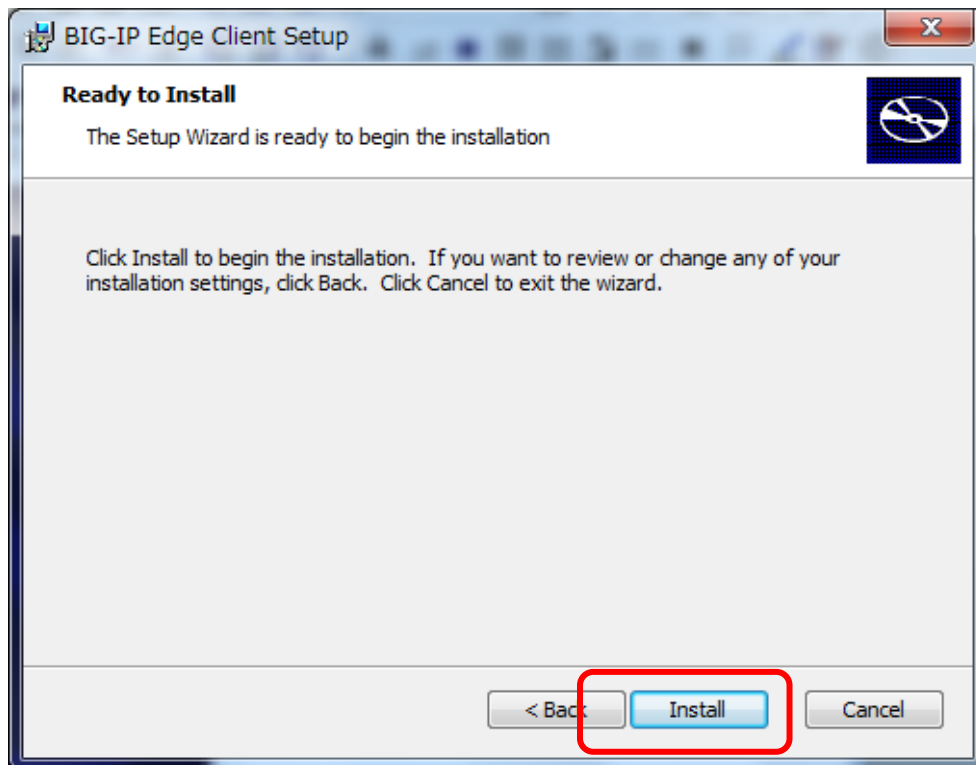 BIG-IP Edge Client Setup
Ready to Install
The Setup Wizard is ready to begin the installation
Click Install to begin the installation. If you want to review or change any of your
installation settings, click Back. Click Cancel to exit the wizard.
< Back Install Cancel